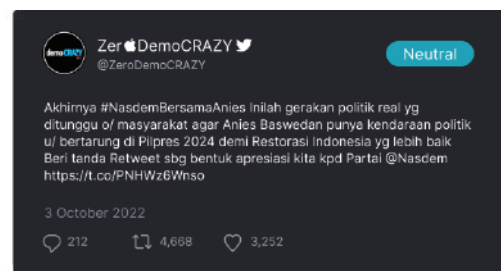 demoCRAZY
ZerDemoCRAZY
@ZeroDemoCRAZY
Neutral
Akhirnya #NasdemBersamaAnies Inilah gerakan politik real yg
ditunggu o/ masyarakat agar Anies Baswedan punya kendaraan politik
u/ bertarung di Pilpres 2024 demi Restorasi Indonesia yg lebih baik
Beri tanda Retweet sbg bentuk apresiasi kita kpd Partai @Nasdem
https://t.co/PNHWz6Wnso
3 October 2022
212 4,668 3,252